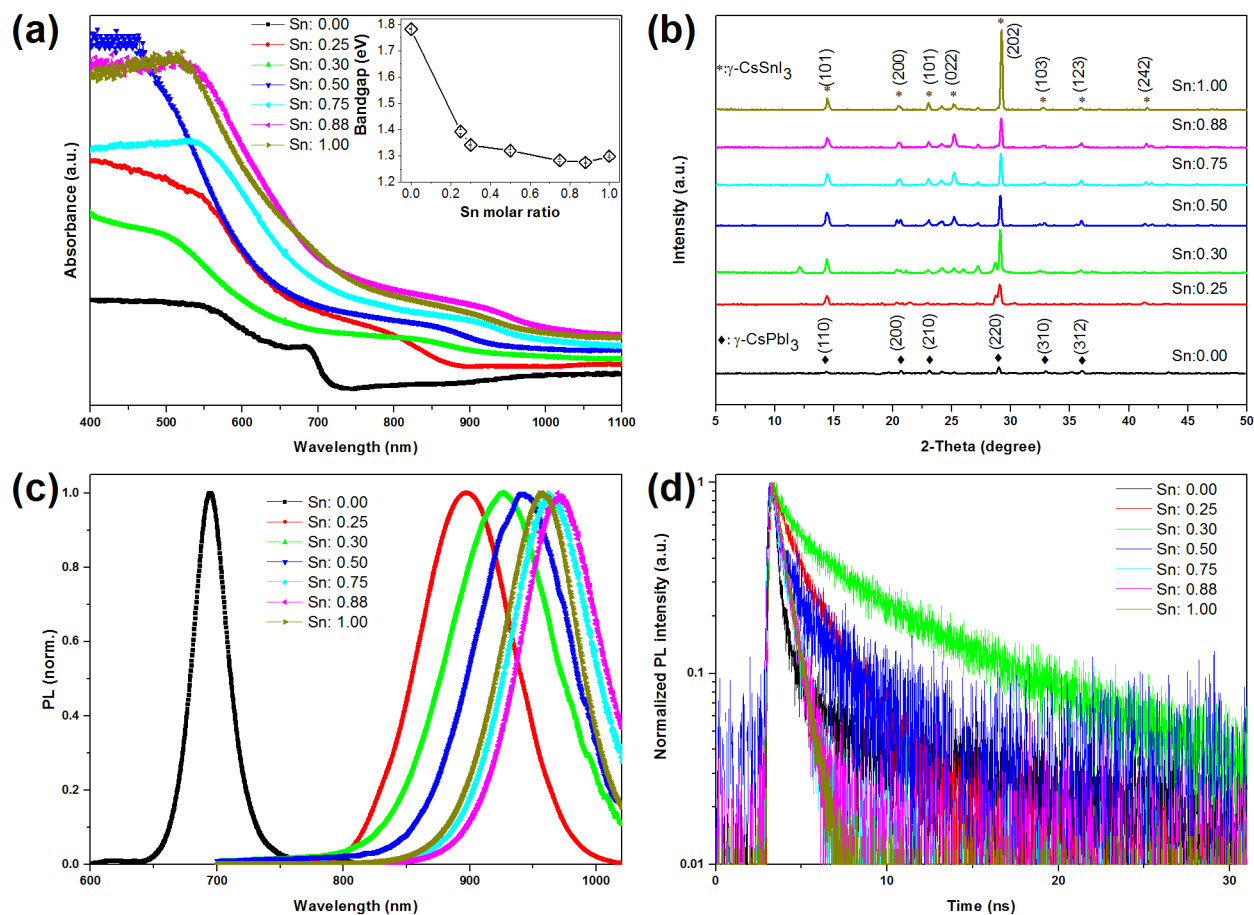 (a)
Sn: 0.00
Sn: 0.25
Sn: 0.30
Sn: 0.50
Sn: 0.75
Sn: 0.88
Sn: 1.00
Absorbance (a.u.)
400 500 600 700 800 900 1000 1100
Wavelength (nm)
Bandgap (eV)
1.8
1.7
1.6
1.5
1.4
1.3
1.2
0.0 0.2 0.4 0.6 0.8 1.0
Sn molar ratio
(b)
*:γ-CsSnI3
(101) (200) (101) (022) (202) (103) (123) (242)
Sn:1.00
Sn:0.88
Sn:0.75
Sn:0.50
Sn:0.30
Sn:0.25
♦: γ-CsPbI3
(110) (200) (210) (220) (310) (312)
Sn:0.00
Intensity (a.u.)
5 10 15 20 25 30 35 40 45 50
2-Theta (degree)
(c)
Sn: 0.00
Sn: 0.25
Sn: 0.30
Sn: 0.50
Sn: 0.75
Sn: 0.88
Sn: 1.00
PL (norm.)
1.0
0.8
0.6
0.4
0.2
0.0
600 700 800 900 1000
Wavelength (nm)
(d)
Sn: 0.00
Sn: 0.25
Sn: 0.30
Sn: 0.50
Sn: 0.75
Sn: 0.88
Sn: 1.00
Normalized PL intensity (a.u.)
1
0.1
0.01
0 10 20 30
Time (ns)